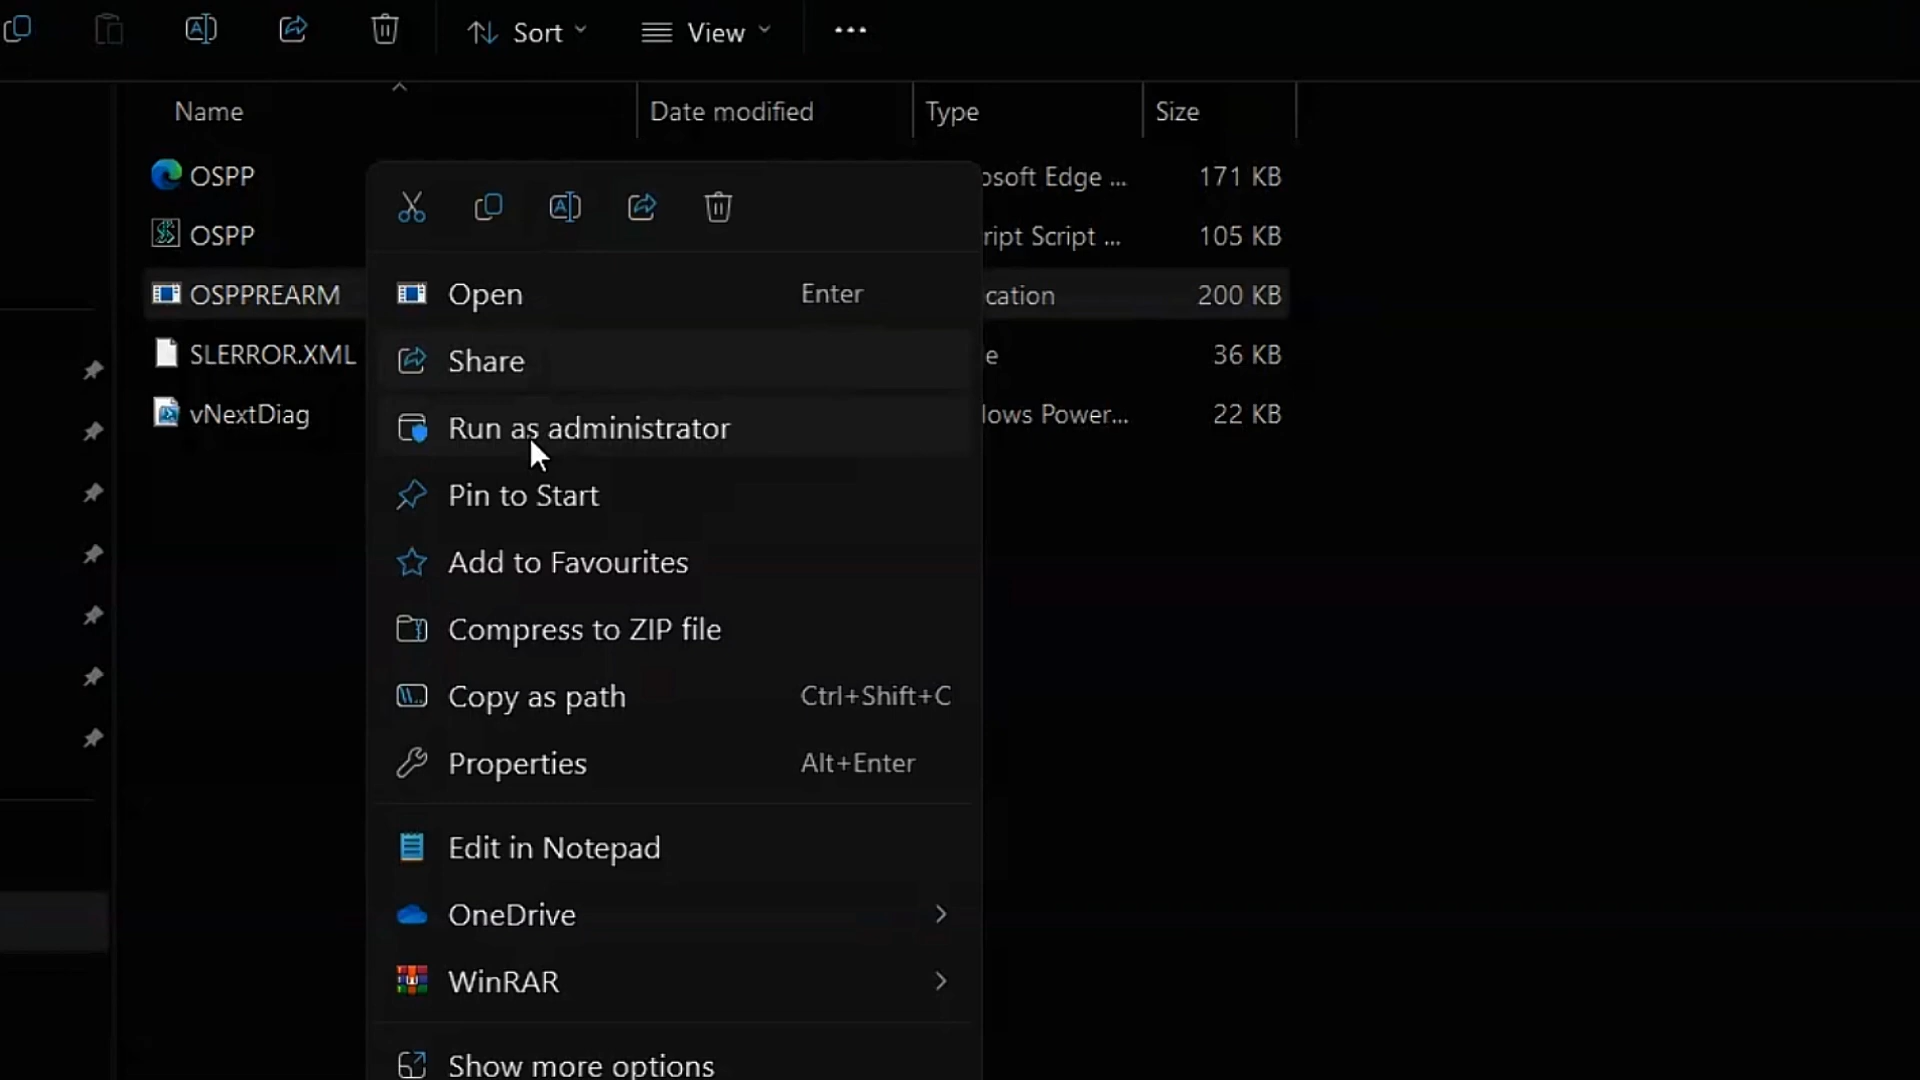 Sort
View
Name
Date modified
Type
Size
OSPP
osoft Edge ...
171 KB
OSPP
ript Script ...
105 KB
OSPPREARM
Open
Enter
cation
200 KB
SLERROR.XML
Share
e
36 KB
vNextDiag
Run as administrator
lows Power...
22 KB
Pin to Start
Add to Favourites
Compress to ZIP file
Copy as path
Ctrl+Shift+C
Properties
Alt+Enter
Edit in Notepad
OneDrive
WinRAR
Show more options